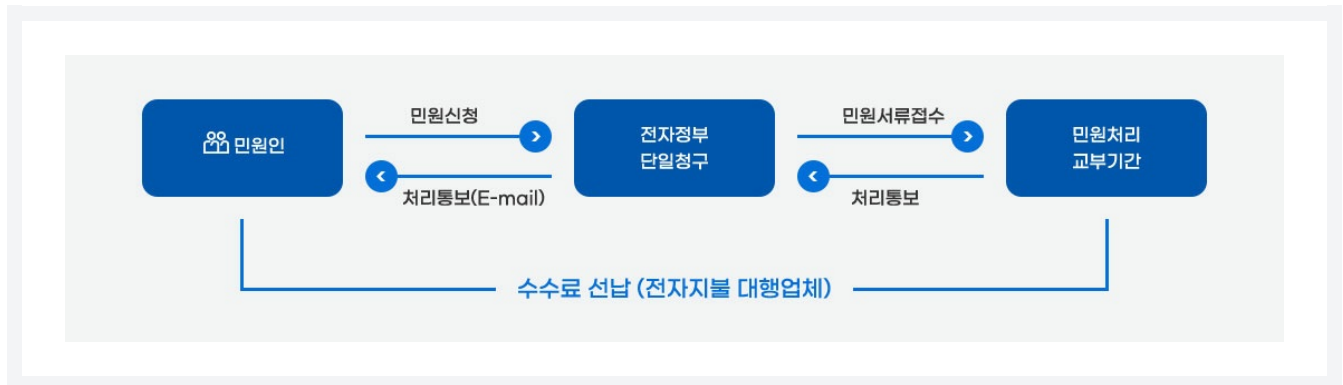 민원인
민원신청
처리통보(E-mail)
전자정부
단일청구
민원서류접수
처리통보
민원처리
교부기간
수수료 선납 (전자지불 대행업체)